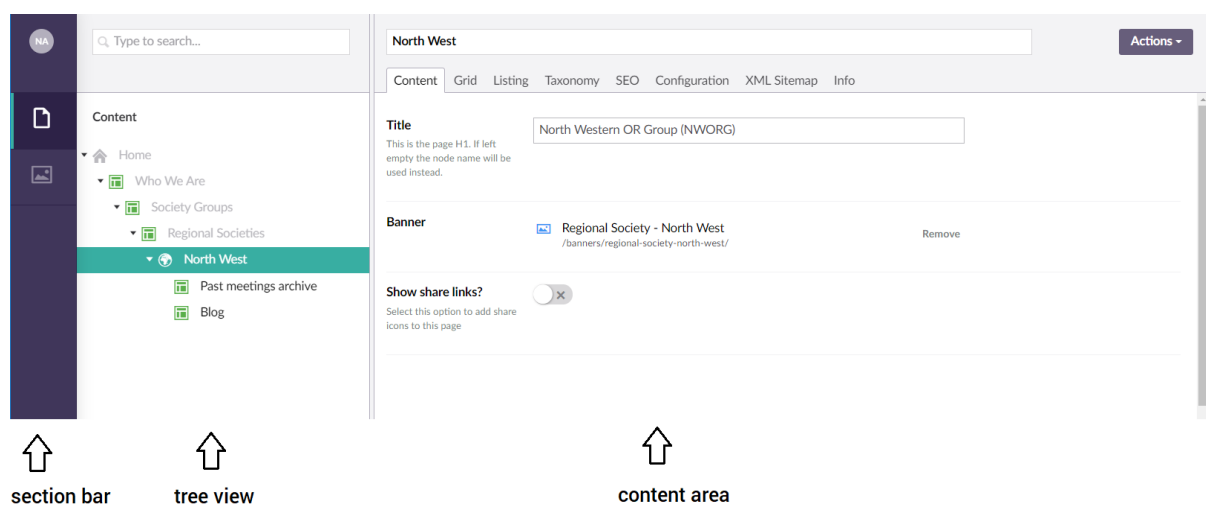 NA
Type to search...
North West
Actions
Content Grid Listing Taxonomy SEO Configuration XML Sitemap Info
Content
Home
Who We Are
Society Groups
Regional Societies
North West
Past meetings archive
Blog
Title
This is the page H1. If left
empty the node name will be
used instead.
North Western OR Group (NWORG)
Banner
Regional Society - North West
/banners/regional-society-north-west/
Remove
Show share links?
Select this option to add share
icons to this page
section bar
tree view
content area